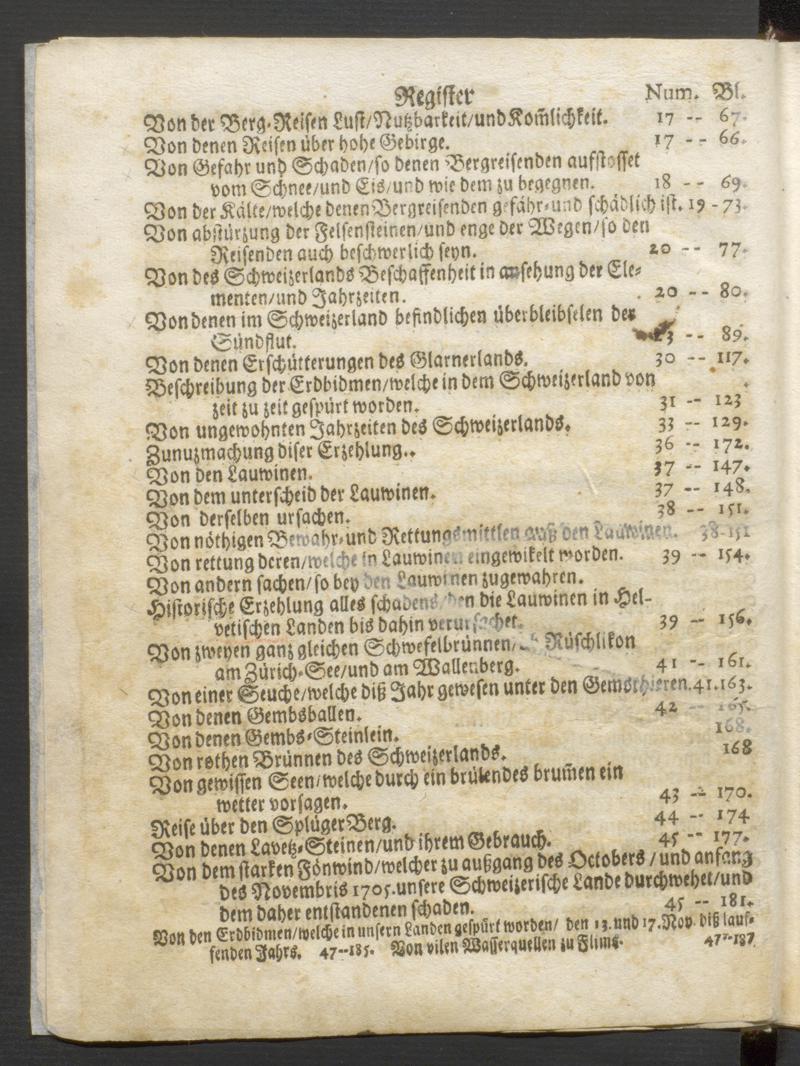 Register Num. Bl.
Von der Berg-Reisen Lust/Nutzbarkeit/und Kom̃lichkeit. 17 -- 67.
Von denen Reisen über hohe Gebirge. 17 -- 66.
Von Gefahr und Schaden/so denen Bergreisenden aufstosset
vom Schnee/und Eis/und wie dem zu begegnen. 18 -- 69.
Von der Kälte/welche denen Bergreisenden gefähr-und schädlich ist. 19 - 73.
Von abstürzung der Felsensteinen/und enge der Wegen/so den
Reisenden auch beschwerlich seyn. 20 -- 77.
Von des Schweizerlands Beschaffenheit in ansehung der Ele-
menten/und Jahrzeiten. 20 -- 80.
Von denen im Schweizerland befindlichen überbleibselen der
Sündflut. 3 -- 89.
Von denen Erschütterungen des Glarnerlands. 30 -- 117.
Beschreibung der Erdbidmen/welche in dem Schweizerland von
zeit zu zeit gespürt worden. 31 -- 123
Von ungewohnten Jahrzeiten des Schweizerlands. 33 -- 129.
Zunuzmachung diser Erzehlung.. 36 -- 172.
Von den Lauwinen. 37 -- 147.
Von dem unterscheid der Lauwinen. 37 -- 148.
Von derselben ursachen. 38 -- 151.
Von nöthigen Bewahr-und Rettungsmittlen auß den Lauwinen. 38-151
Von rettung deren/welche in Lauwinen eingewikelt worden. 39 -- 154.
Von andern sachen/so bey den Lauwinen zugewahren.
Historische Erzehlung alles schadens den die Lauwinen in Hel-
vetischen Landen bis dahin verursachet. 39 -- 156.
Von zweyen ganz gleichen Schwefelbrünnen/ Rüschlikon
am Zürich-See/und am Wallenberg. 41 -- 161.
Von einer Seuche/welche diß Jahr gewesen unter den Gemsthieren. 41.163.
Von denen Gembsballen. 42 -- 165.
Von denen Gembs-Steinlein. 168.
Von rothen Brünnen des Schweizerlands. 168
Von gewissen Seen/welche durch ein brülendes brum̃en ein
wetter vorsagen. 43 -- 170.
Reise über den Splüger Berg. 44 -- 174
Von denen Lavetz-Steinen/und ihrem Gebrauch. 45 -- 177.
Von dem starken Fönwind/welcher zu außgang des Octobers / und anfang
des Novembris 1705. unsere Schweizerische Lande durchwehet/und
dem daher entstandenen schaden. 45 -- 181.
Von den Erdbidmen/welche in unsern Landen gespürt worden/ den 13. und 17. Nov. diß lauf-
fenden Jahrs. 47--185. Von vilen Wasserquellen zu Flims. 47--187